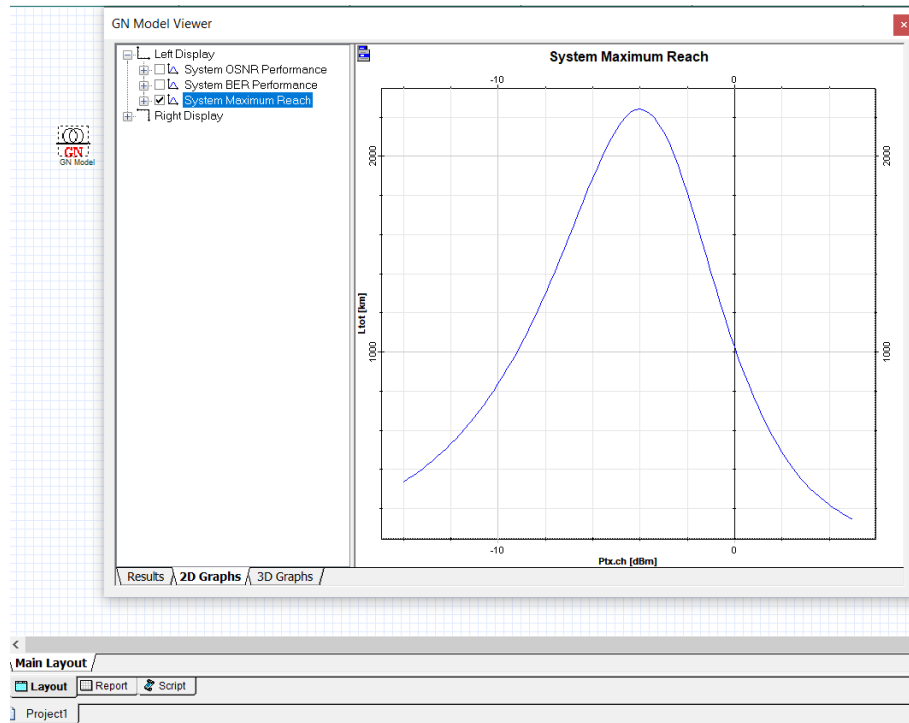 GN Model Viewer
×
Left Display
System OSNR Performance
System BER Performance
System Maximum Reach
Right Display
GN
GN Model
System Maximum Reach
-10 0
2000 2000
Ltot [km]
1000 1000
-10 0
Ptx.ch [dBm]
Results 2D Graphs 3D Graphs
<
Main Layout
Layout Report Script
Project1